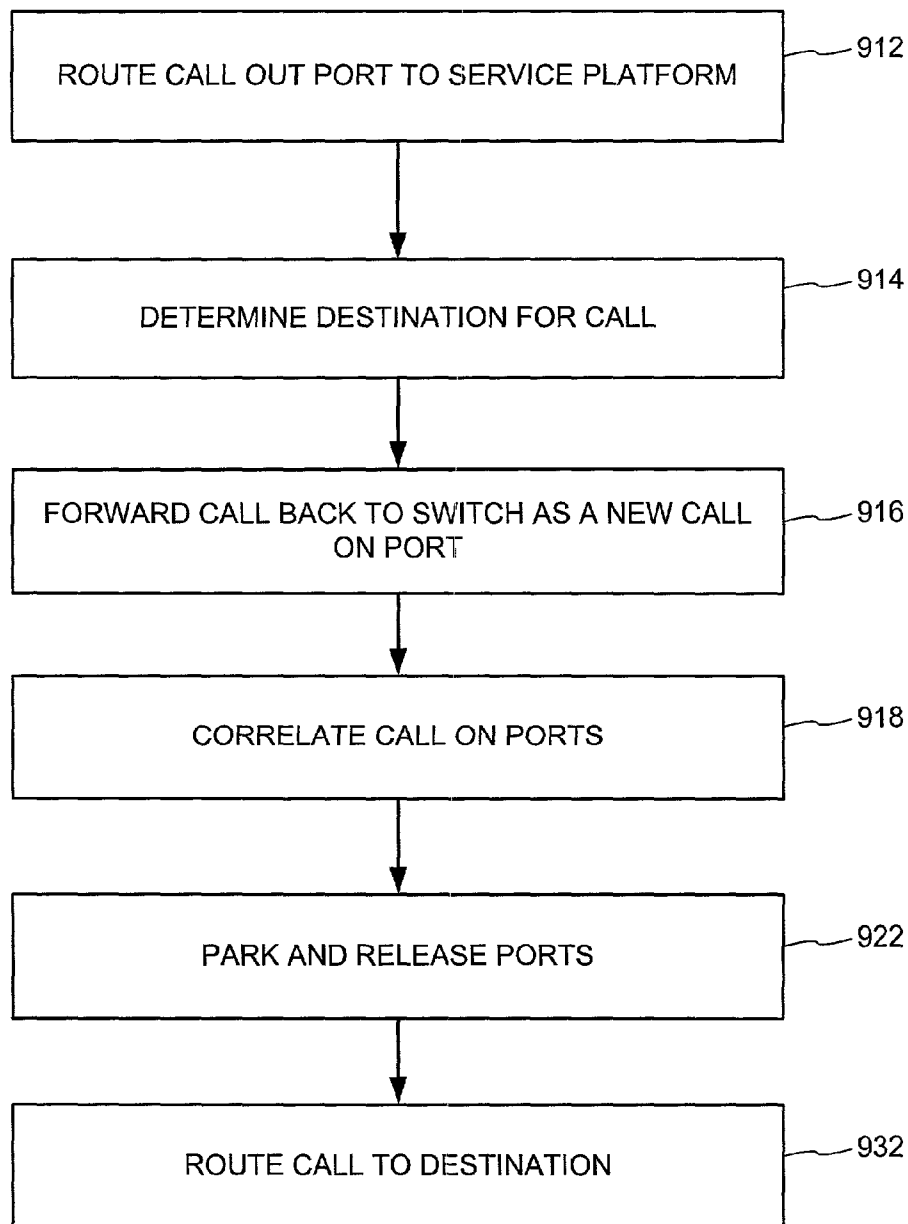 ROUTE CALL OUT PORT TO SERVICE PLATFORM
912
DETERMINE DESTINATION FOR CALL
914
FORWARD CALL BACK TO SWITCH AS A NEW CALL
ON PORT
916
CORRELATE CALL ON PORTS
918
PARK AND RELEASE PORTS
922
ROUTE CALL TO DESTINATION
932